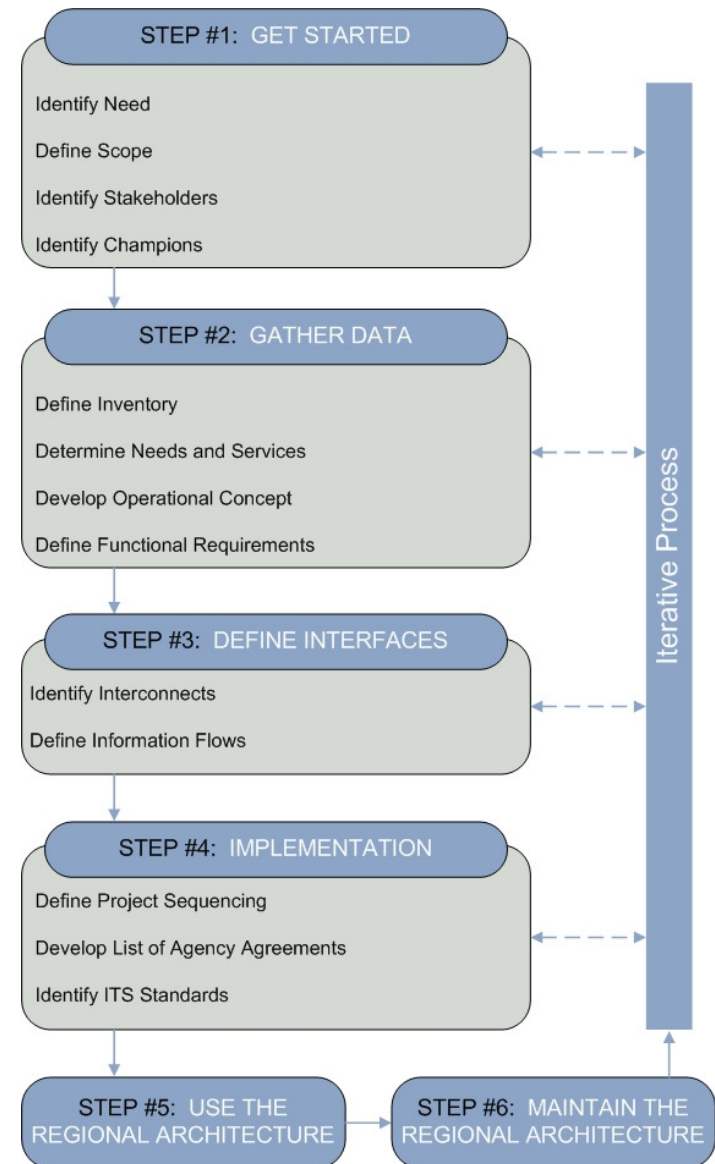 STEP #1: GET STARTED
Identify Need
Define Scope
Identify Stakeholders
Identify Champions
STEP #2: GATHER DATA
Define Inventory
Determine Needs and Services
Develop Operational Concept
Define Functional Requirements
STEP #3: DEFINE INTERFACES
Identify Interconnects
Define Information Flows
STEP #4: IMPLEMENTATION
Define Project Sequencing
Develop List of Agency Agreements
Identify ITS Standards
STEP #5: USE THE
REGIONAL ARCHITECTURE
STEP #6: MAINTAIN THE
REGIONAL ARCHITECTURE
Iterative Process